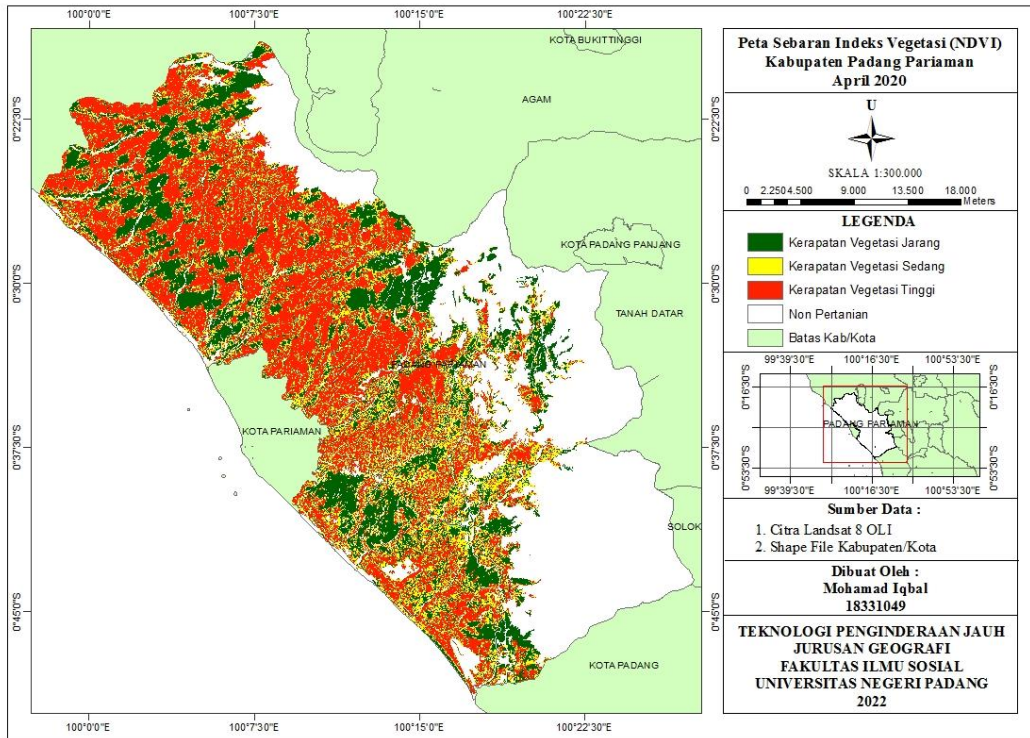 100°0'0"E
100°7'30"E
100°15'0"E
100°22'30"E
0°22'30"S
0°30'0"S
0°37'30"S
0°45'0"S
KOTA BUKITTINGGI
AGAM
KOTA PADANG PANJANG
TANAH DATAR
PADANG PARIAMAN
KOTA PARIAMAN
SOLOK
KOTA PADANG
0°22'30"S
0°30'0"S
0°37'30"S
0°45'0"S
100°0'0"E
100°7'30"E
100°15'0"E
100°22'30"E
Peta Sebaran Indeks Vegetasi (NDVI)
Kabupaten Padang Pariaman
April 2020
U
SKALA 1:300.000
0 2.250 4.500 9.000 13.500 18.000
Meters
LEGENDA
Kerapatan Vegetasi Jarang
Kerapatan Vegetasi Sedang
Kerapatan Vegetasi Tinggi
Non Pertanian
Batas Kab/Kota
99°39'30"E 100°16'30"E 100°53'30"E
0°16'30"S
0°53'30"S
PADANG PARIAMAN
0°16'30"S
0°53'30"S
99°39'30"E 100°16'30"E 100°53'30"E
Sumber Data :
1. Citra Landsat 8 OLI
2. Shape File Kabupaten/Kota
Dibuat Oleh :
Mohamad Iqbal
18331049
TEKNOLOGI PENGINDERAAN JAUH
JURUSAN GEOGRAFI
FAKULTAS ILMU SOSIAL
UNIVERSITAS NEGERI PADANG
2022